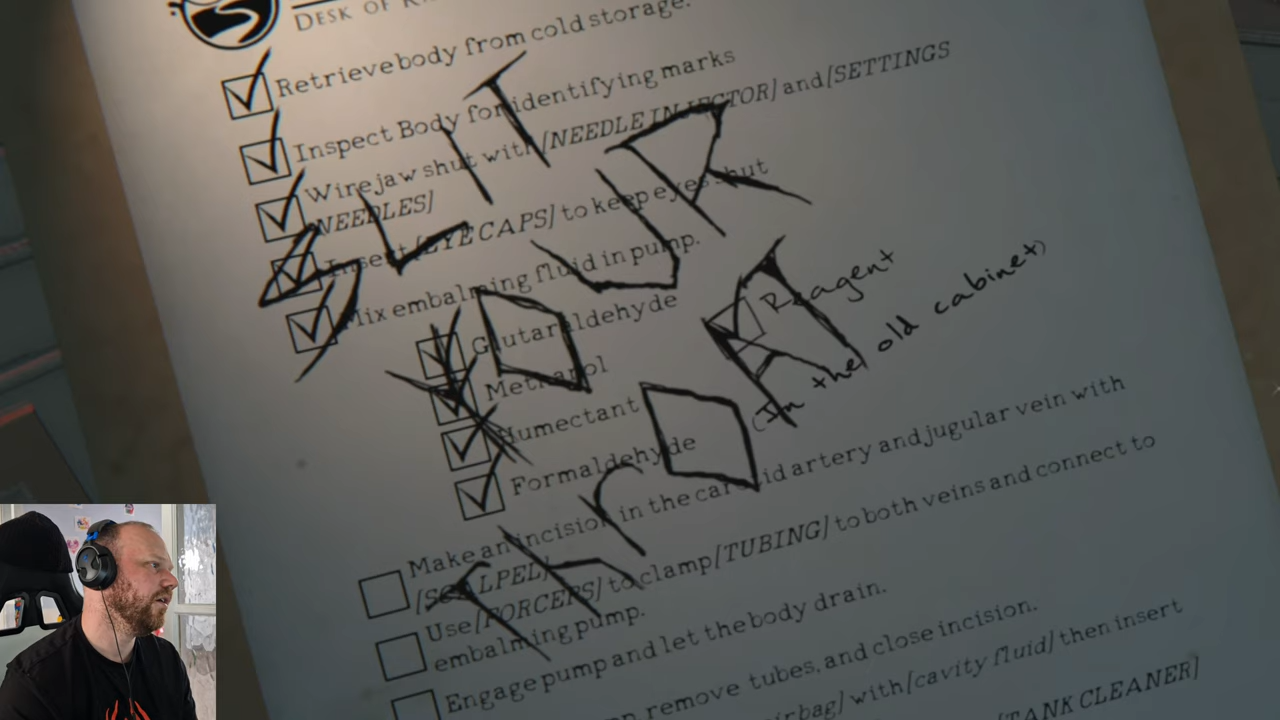 DESK OF
Retrieve body from cold storage.
Inspect Body for identifying marks
Wire jaw shut with [NEEDLE INJECTOR] and [SETTINGS
NEEDLES]
Insert [EYE CAPS] to keep eyes shut
Mix embalming fluid in pump.
Glutaraldehyde
Methanol
Humectant
Formaldehyde
Reagent
(In the old cabinet)
Make an incision in the carotid artery and jugular vein with
[SCALPEL]
Use [FORCEPS] to clamp [TUBING] to both veins and connect to
embalming pump.
Engage pump and let the body drain.
remove tubes, and close incision.
with [cavity fluid] then insert
[TANK CLEANER]
SLIT
YOUR
ThrOAT